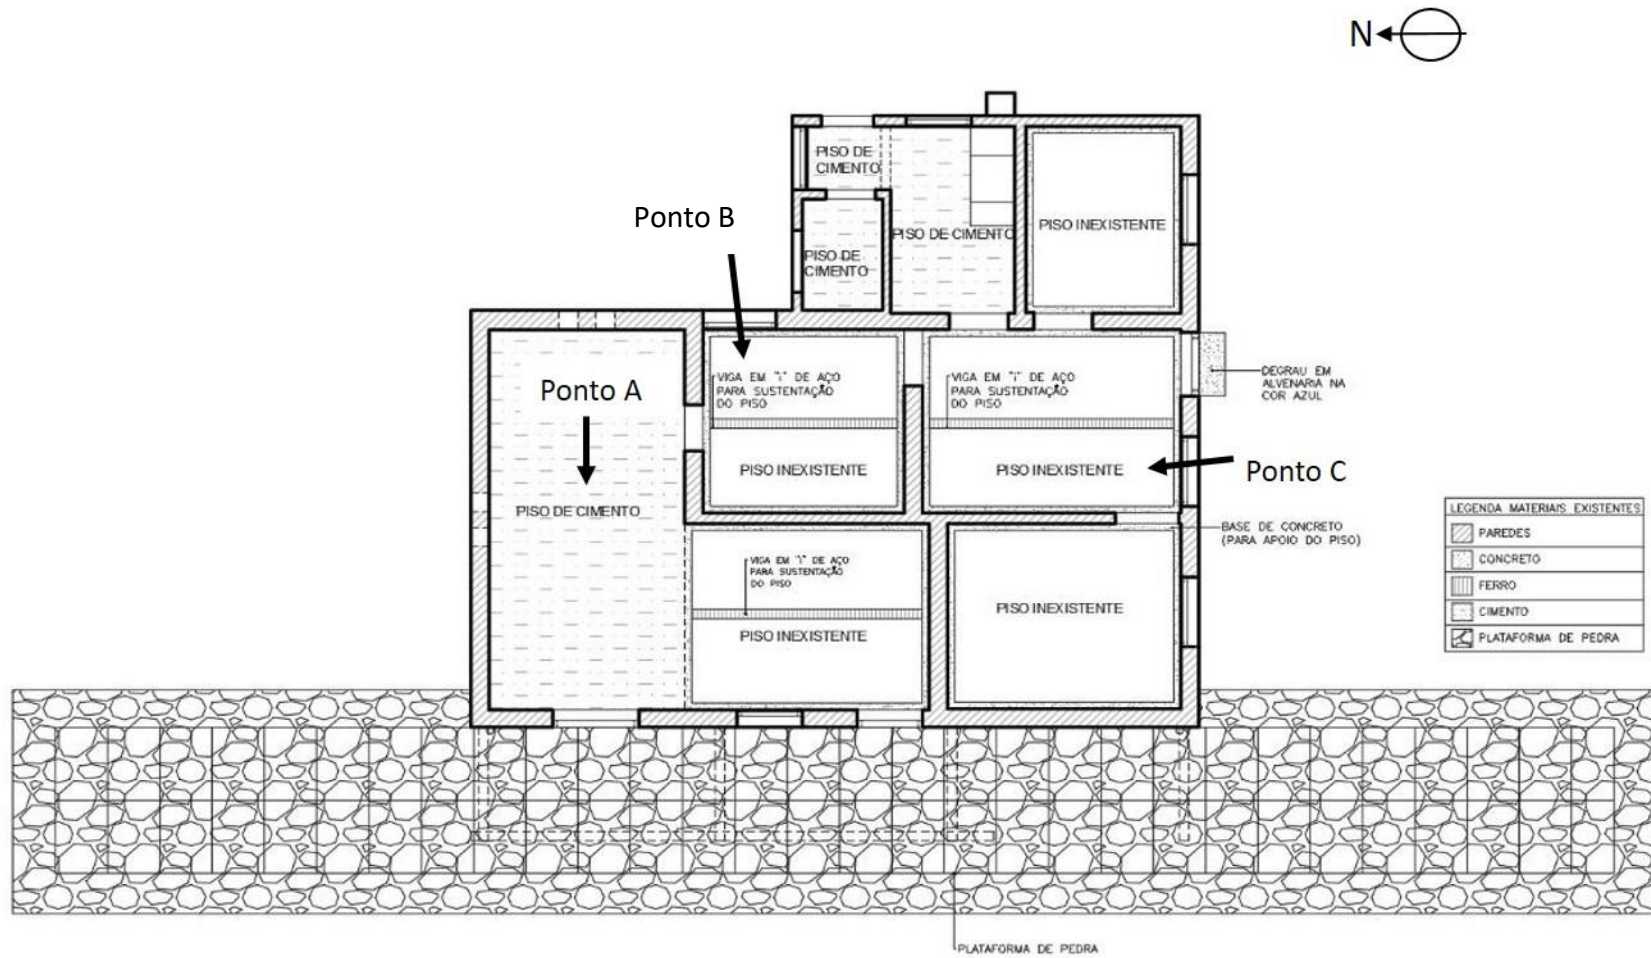 N
PISO DE
CIMENTO
Ponto B
PISO INEXISTENTE
PISO DE CIMENTO
PISO DE
CIMENTO
VIGA EM "I" DE AÇO
PARA SUSTENTAÇÃO
DO PISO
VIGA EM "I" DE AÇO
PARA SUSTENTAÇÃO
DO PISO
DEGRAU EM
ALVENARIA NA
COR AZUL
Ponto A
PISO INEXISTENTE
PISO INEXISTENTE
Ponto C
PISO DE CIMENTO
BASE DE CONCRETO
(PARA APOIO DO PISO)
VIGA EM "I" DE AÇO
PARA SUSTENTAÇÃO
DO PISO
PISO INEXISTENTE
PISO INEXISTENTE
LEGENDA MATERIAIS EXISTENTES
PAREDES
CONCRETO
FERRO
CIMENTO
PLATAFORMA DE PEDRA
PLATAFORMA DE PEDRA